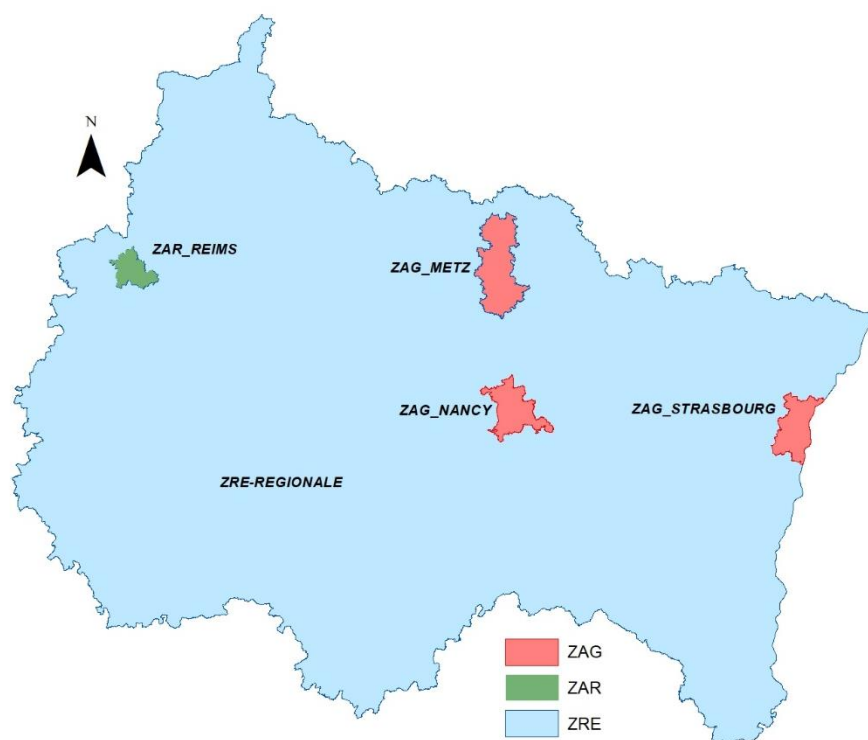 N
ZAR_REIMS
ZAG_METZ
ZAG_NANCY
ZAG_STRASBOURG
ZRE-REGIONALE
ZAG
ZAR
ZRE